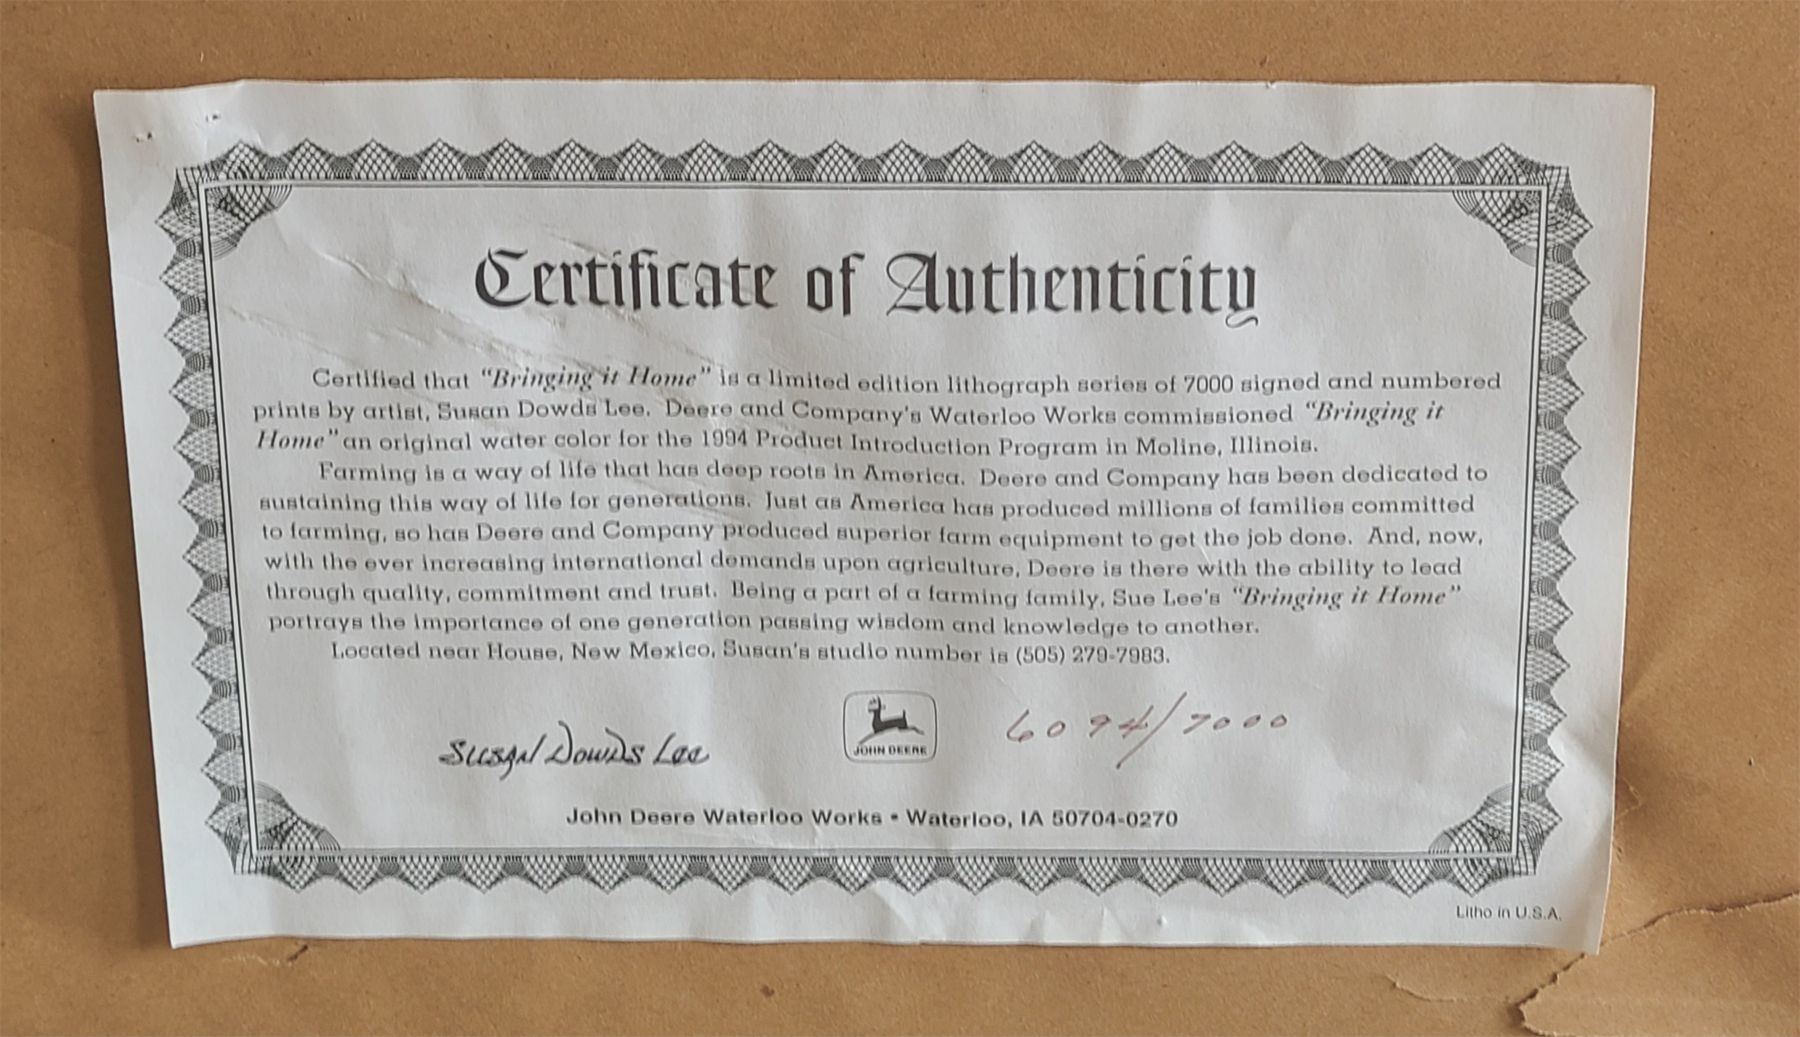 Certificate of Authenticity
Certified that "Bringing it Home" is a limited edition lithograph series of 7000 signed and numbered
prints by artist, Susan Dowds Lee. Deere and Company's Waterloo Works commissioned "Bringing it
Home" an original water color for the 1994 Product Introduction Program in Moline, Illinois.
Farming is a way of life that has deep roots in America. Deere and Company has been dedicated to
sustaining this way of life for generations. Just as America has produced millions of families committed
to farming, so has Deere and Company produced superior farm equipment to get the job done. And, now,
with the ever increasing international demands upon agriculture, Deere is there with the ability to lead
through quality, commitment and trust. Being a part of a farming family, Sue Lee's "Bringing it Home"
portrays the importance of one generation passing wisdom and knowledge to another.
Located near House, New Mexico, Susan's studio number is (505) 279-7983.
Susan Dowds Lee
JOHN DEERE
6094/7000
John Deere Waterloo Works • Waterloo, IA 50704-0270
Litho in U.S.A.